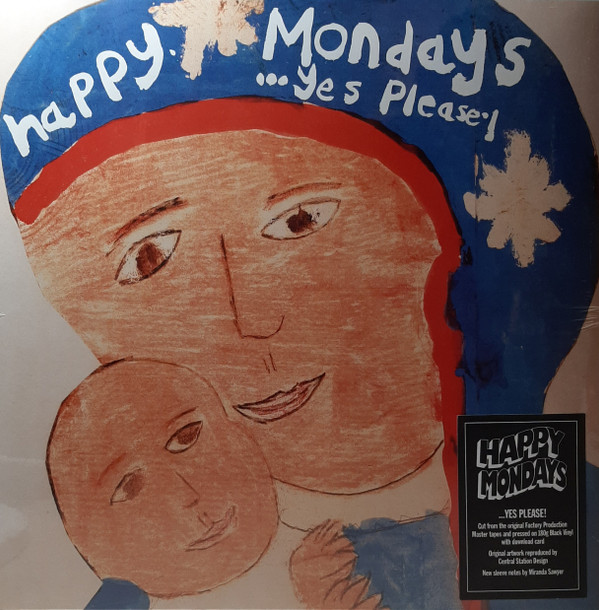 happy. Mondays
...Yes Please!
HAPPY
MONDAYS
...YES PLEASE!
Cut from the original Factory Production
Master tapes and pressed on 180g Black Vinyl
with download card
Original artwork reproduced by
Central Station Design
New sleeve notes by Miranda Sawyer